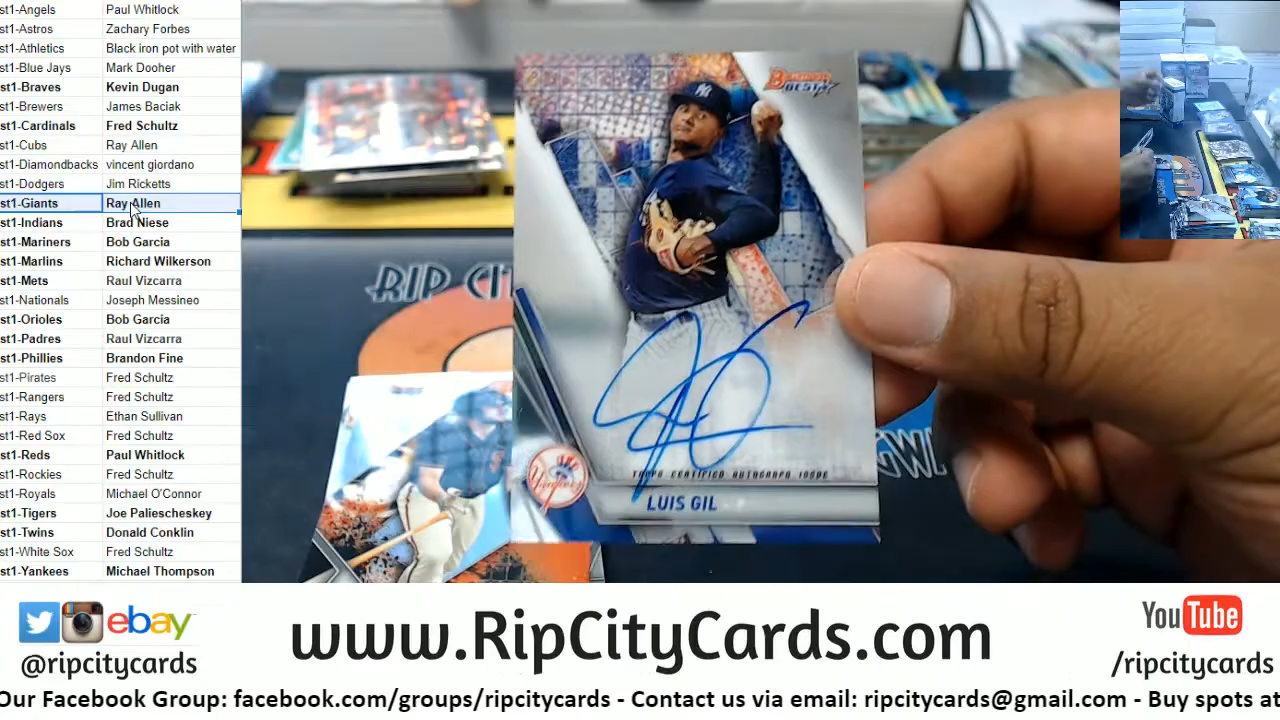 st1-Angels Paul Whitlock
st1-Astros Zachary Forbes
st1-Athletics Black iron pot with water
st1-Blue Jays Mark Dooher
st1-Braves Kevin Dugan
st1-Brewers James Baciak
st1-Cardinals Fred Schultz
st1-Cubs Ray Allen
st1-Diamondbacks vincent giordano
st1-Dodgers Jim Ricketts
st1-Giants Ray Allen
st1-Indians Brad Niese
st1-Mariners Bob Garcia
st1-Marlins Richard Wilkerson
st1-Mets Raul Vizcarra
st1-Nationals Joseph Messineo
st1-Orioles Bob Garcia
st1-Padres Raul Vizcarra
st1-Phillies Brandon Fine
st1-Pirates Fred Schultz
st1-Rangers Fred Schultz
st1-Rays Ethan Sullivan
st1-Red Sox Fred Schultz
st1-Reds Paul Whitlock
st1-Rockies Fred Schultz
st1-Royals Michael O'Connor
st1-Tigers Joe Paliescheskey
st1-Twins Donald Conklin
st1-White Sox Fred Schultz
st1-Yankees Michael Thompson
BOWMAN'S
BEST
NY
RIP CI
TOPPS CERTIFIED AUTOGRAPH ISSUE
Yankees
LUIS GIL
ebay
@ripcitycards
www.RipCityCards.com
YouTube
/ripcitycards
Our Facebook Group: facebook.com/groups/ripcitycards - Contact us via email: ripcitycards@gmail.com - Buy spots at